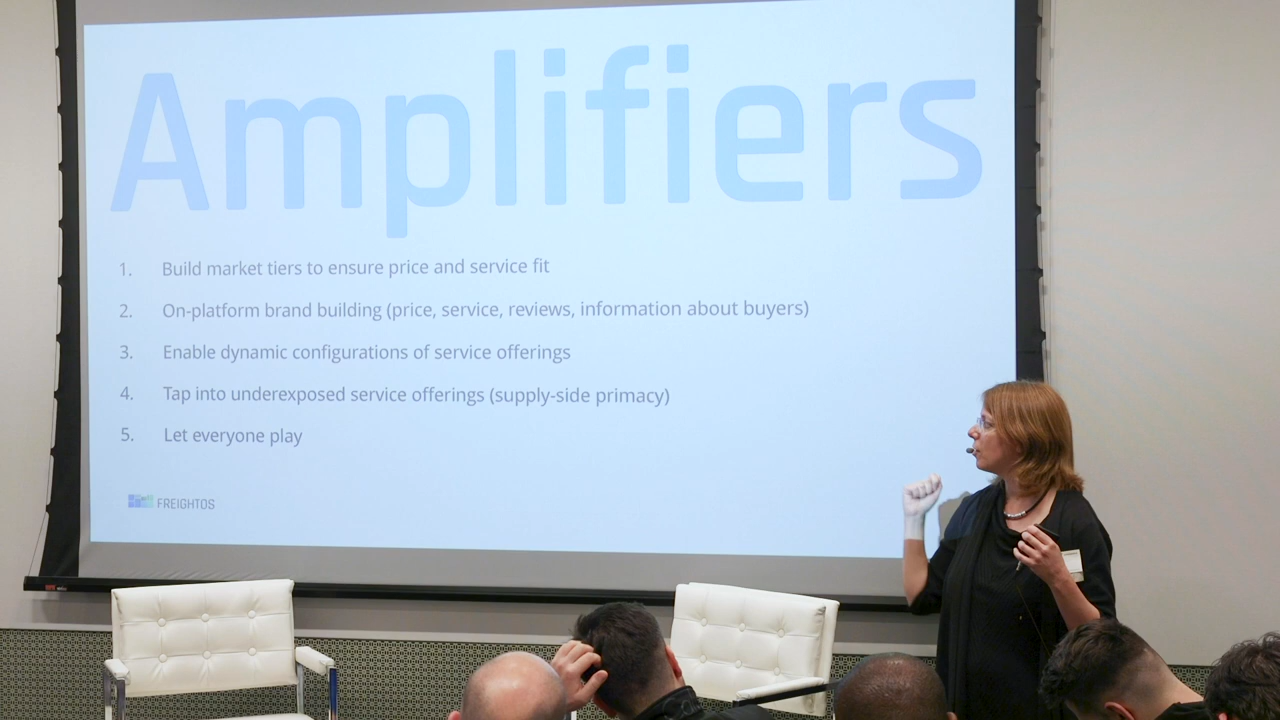 Amplifiers
1. Build market tiers to ensure price and service fit
2. On-platform brand building (price, service, reviews, information about buyers)
3. Enable dynamic configurations of service offerings
4. Tap into underexposed service offerings (supply-side primacy)
5. Let everyone play
FREIGHTOS